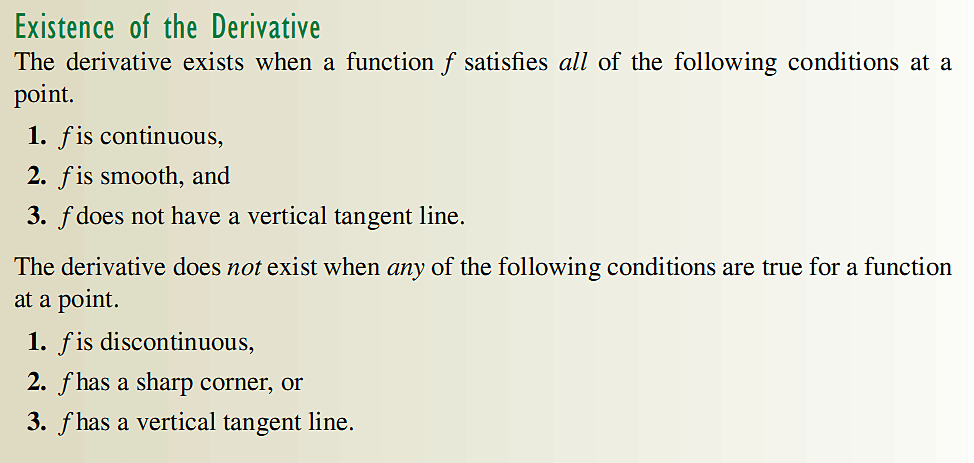 Existence of the Derivative
The derivative exists when a function f satisfies all of the following conditions at a
point.
1. f is continuous,
2. f is smooth, and
3. f does not have a vertical tangent line.
The derivative does not exist when any of the following conditions are true for a function
at a point.
1. f is discontinuous,
2. f has a sharp corner, or
3. f has a vertical tangent line.